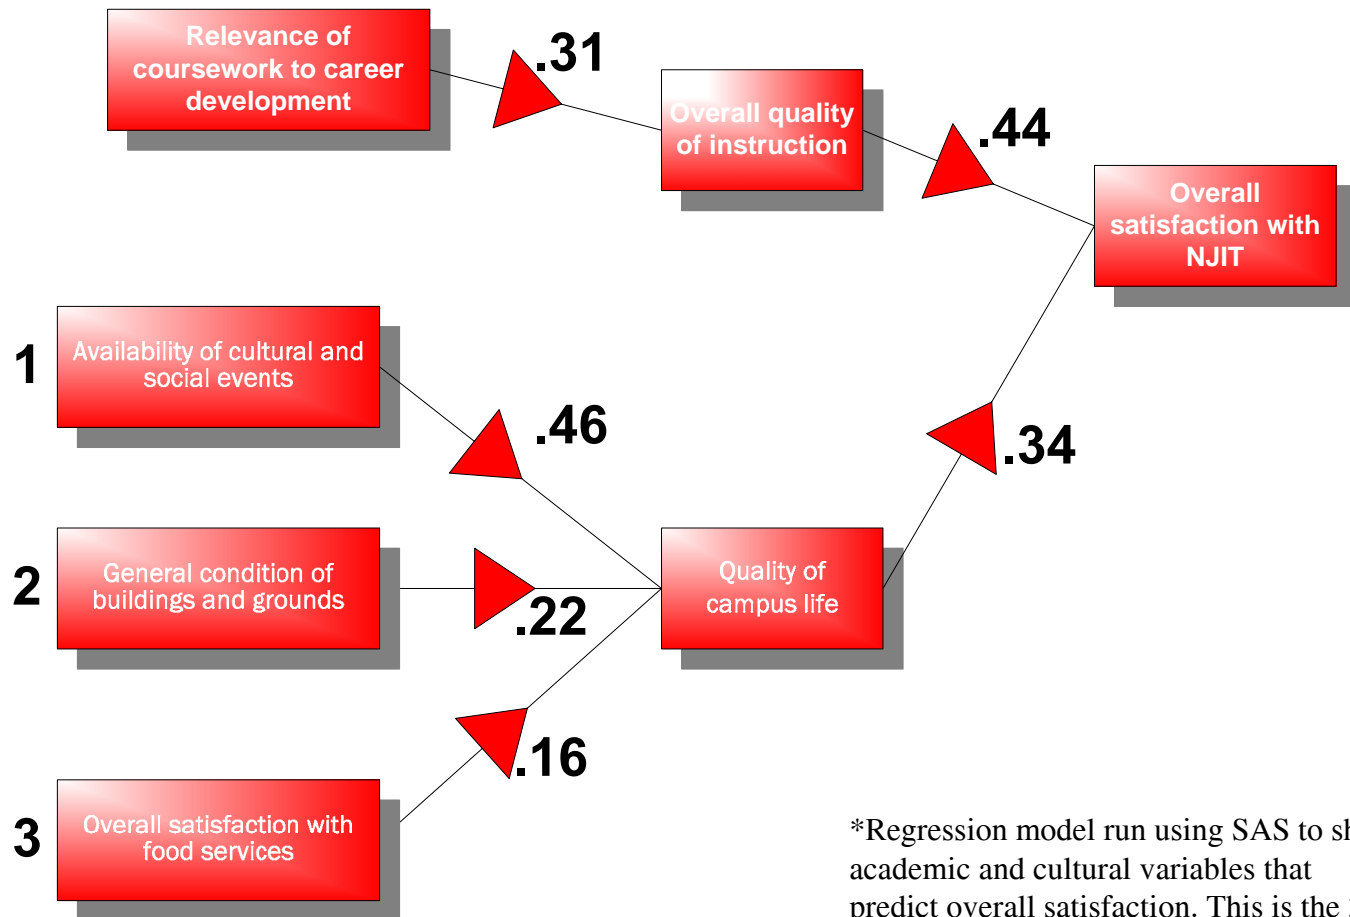 Relevance of
coursework to career
development
.31
Overall quality
of instruction
.44
Overall
satisfaction with
NJIT
1
Availability of cultural and
social events
.46
.34
2
General condition of
buildings and grounds
.22
Quality of
campus life
.16
3
Overall satisfaction with
food services
*Regression model run using SAS to
academic and cultural variables that
predict overall satisfaction. This is the